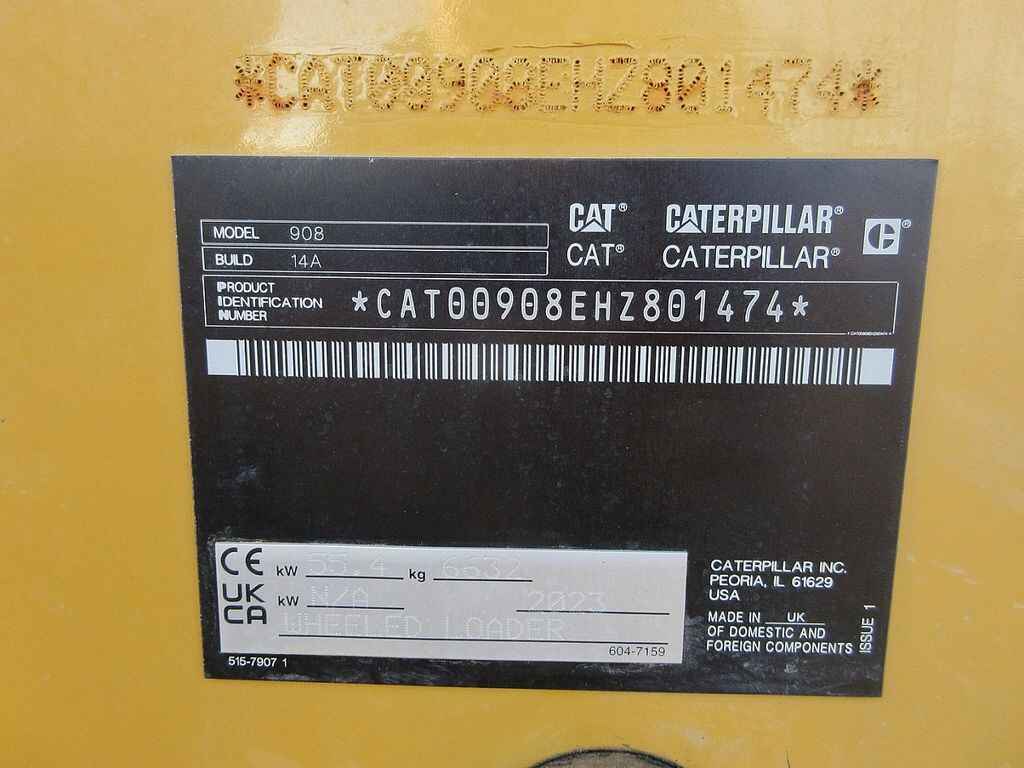 *CAT00908EHZ801474*
CAT® CATERPILLAR®
CAT® CATERPILLAR®
MODEL 908
BUILD 14A
PRODUCT
IDENTIFICATION
NUMBER
*CAT00908EHZ801474*
CE
UK
CA
kW 55.4 kg 6632
kW N/A 2023
WHEELED LOADER
604-7159
515-7907 1
CATERPILLAR INC.
PEORIA, IL 61629
USA
MADE IN UK
OF DOMESTIC AND
FOREIGN COMPONENTS
ISSUE 1